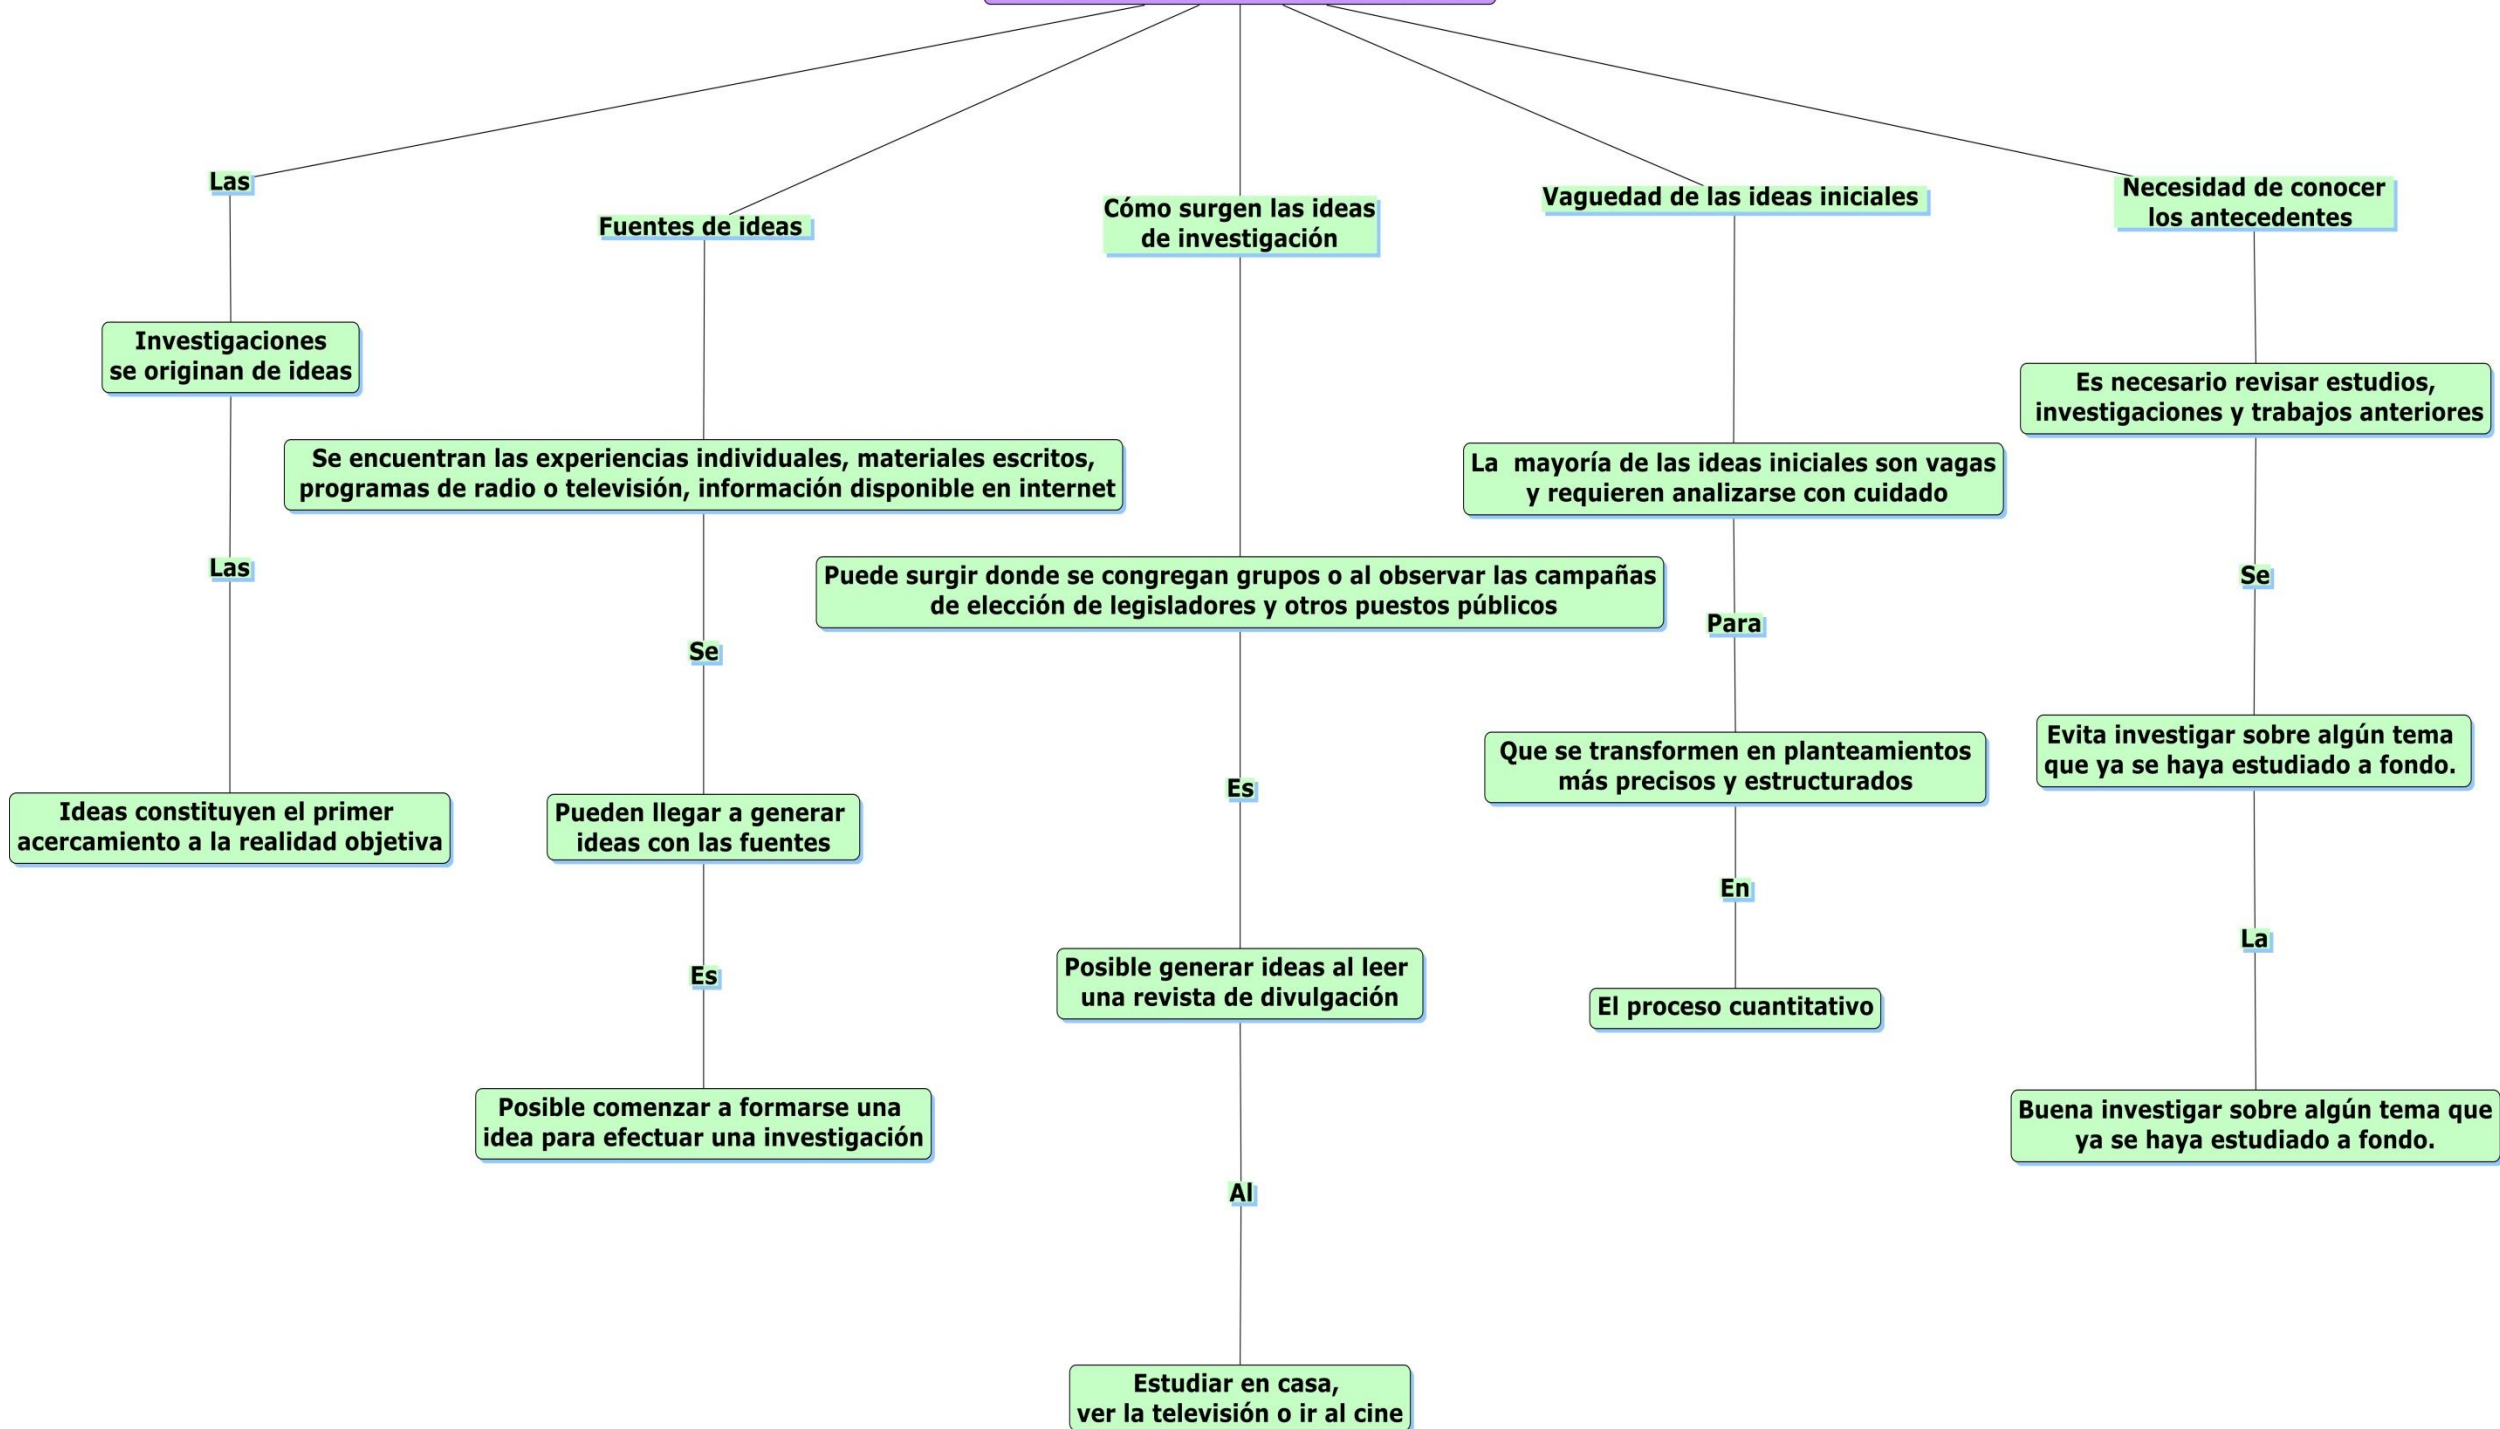 Las
Investigaciones
se originan de ideas
Las
Ideas constituyen el primer
acercamiento a la realidad objetiva
Fuentes de ideas
Se encuentran las experiencias individuales, materiales escritos,
programas de radio o televisión, información disponible en internet
Se
Pueden llegar a generar
ideas con las fuentes
Es
Posible comenzar a formarse una
idea para efectuar una investigación
Cómo surgen las ideas
de investigación
Puede surgir donde se congregan grupos o al observar las campañas
de elección de legisladores y otros puestos públicos
Es
Posible generar ideas al leer
una revista de divulgación
Al
Estudiar en casa,
ver la televisión o ir al cine
Vaguedad de las ideas iniciales
La mayoría de las ideas iniciales son vagas
y requieren analizarse con cuidado
Para
Que se transformen en planteamientos
más precisos y estructurados
En
El proceso cuantitativo
Necesidad de conocer
los antecedentes
Es necesario revisar estudios,
investigaciones y trabajos anteriores
Se
Evita investigar sobre algún tema
que ya se haya estudiado a fondo.
La
Buena investigar sobre algún tema que
ya se haya estudiado a fondo.